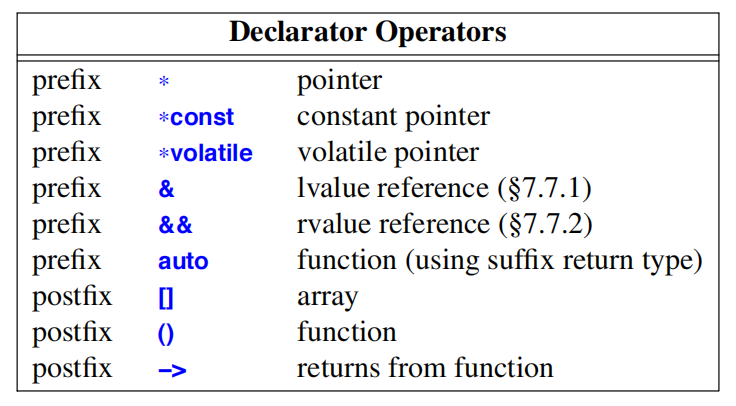 Declarator Operators
prefix * pointer
prefix *const constant pointer
prefix *volatile volatile pointer
prefix & lvalue reference (§7.7.1)
prefix && rvalue reference (§7.7.2)
prefix auto function (using suffix return type)
postfix [] array
postfix () function
postfix –> returns from function